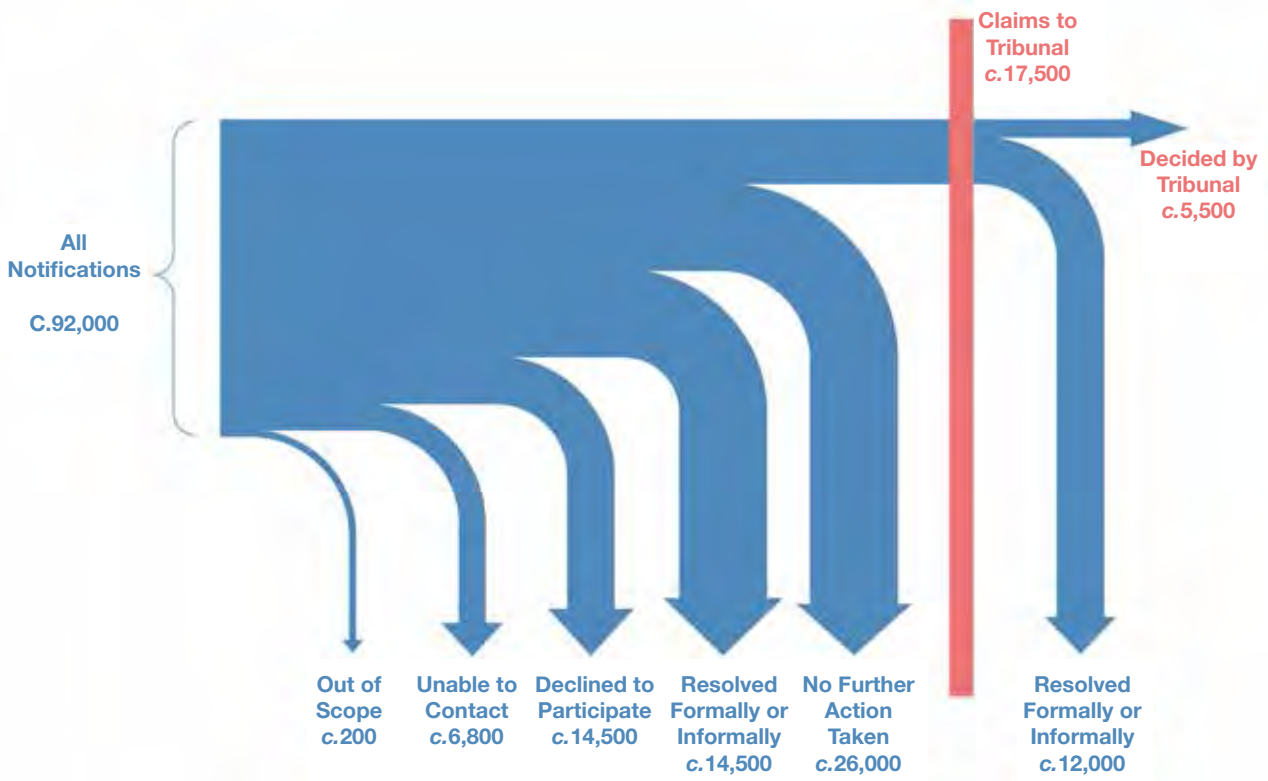 Claims to
Tribunal
c.17,500
Decided by
Tribunal
c.5,500
All
Notifications
C.92,000
Out of
Scope
c.200
Unable to
Contact
c.6,800
Declined to
Participate
c.14,500
Resolved
Formally or
Informally
c.14,500
No Further
Action
Taken
c.26,000
Resolved
Formally or
Informally
c.12,000